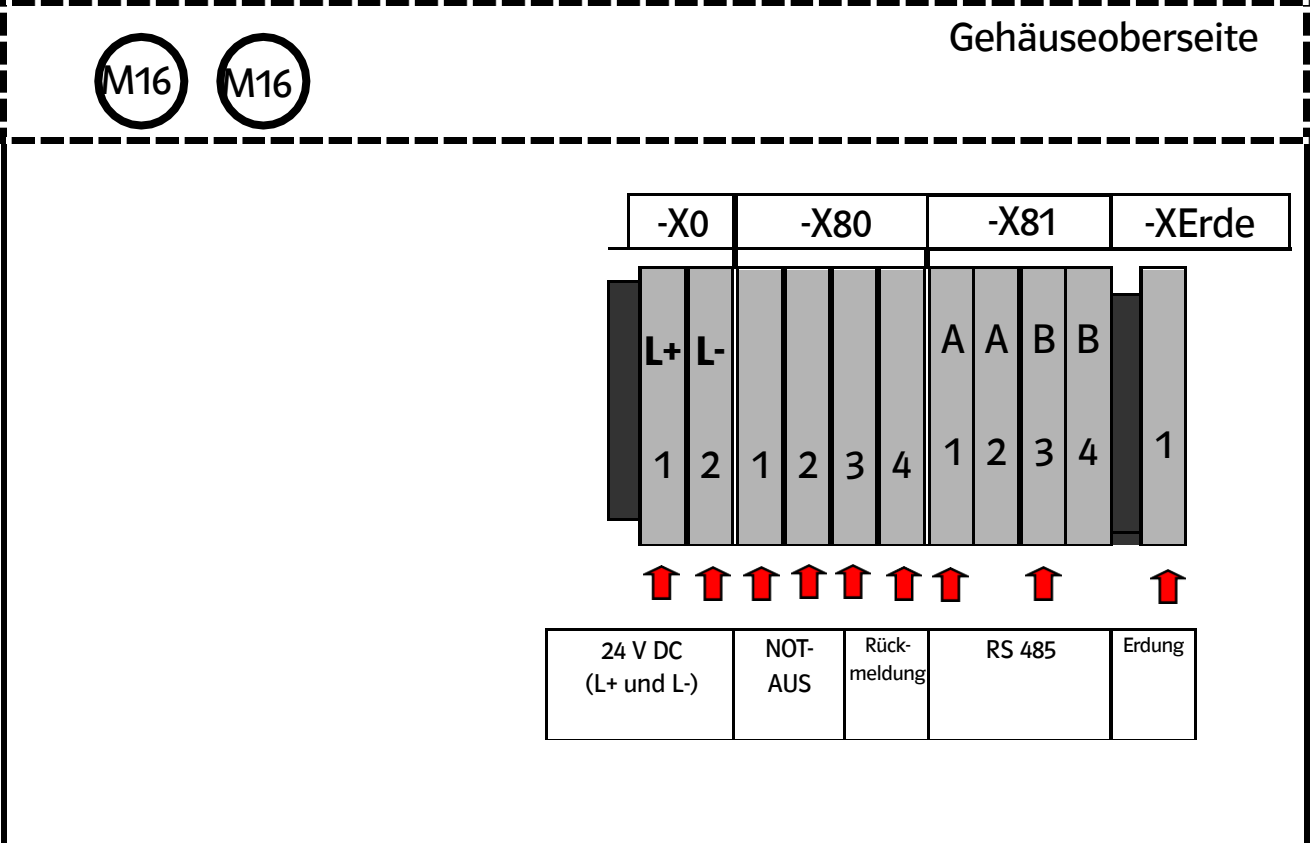 Gehäuseoberseite
M16 M16
-X0 -X80 -X81 -XErde
L+ L- A A B B
1 2 1 2 3 4 1 2 3 4 1
24 V DC
(L+ und L-)
NOT-
AUS
Rück-
meldung
RS 485
Erdung